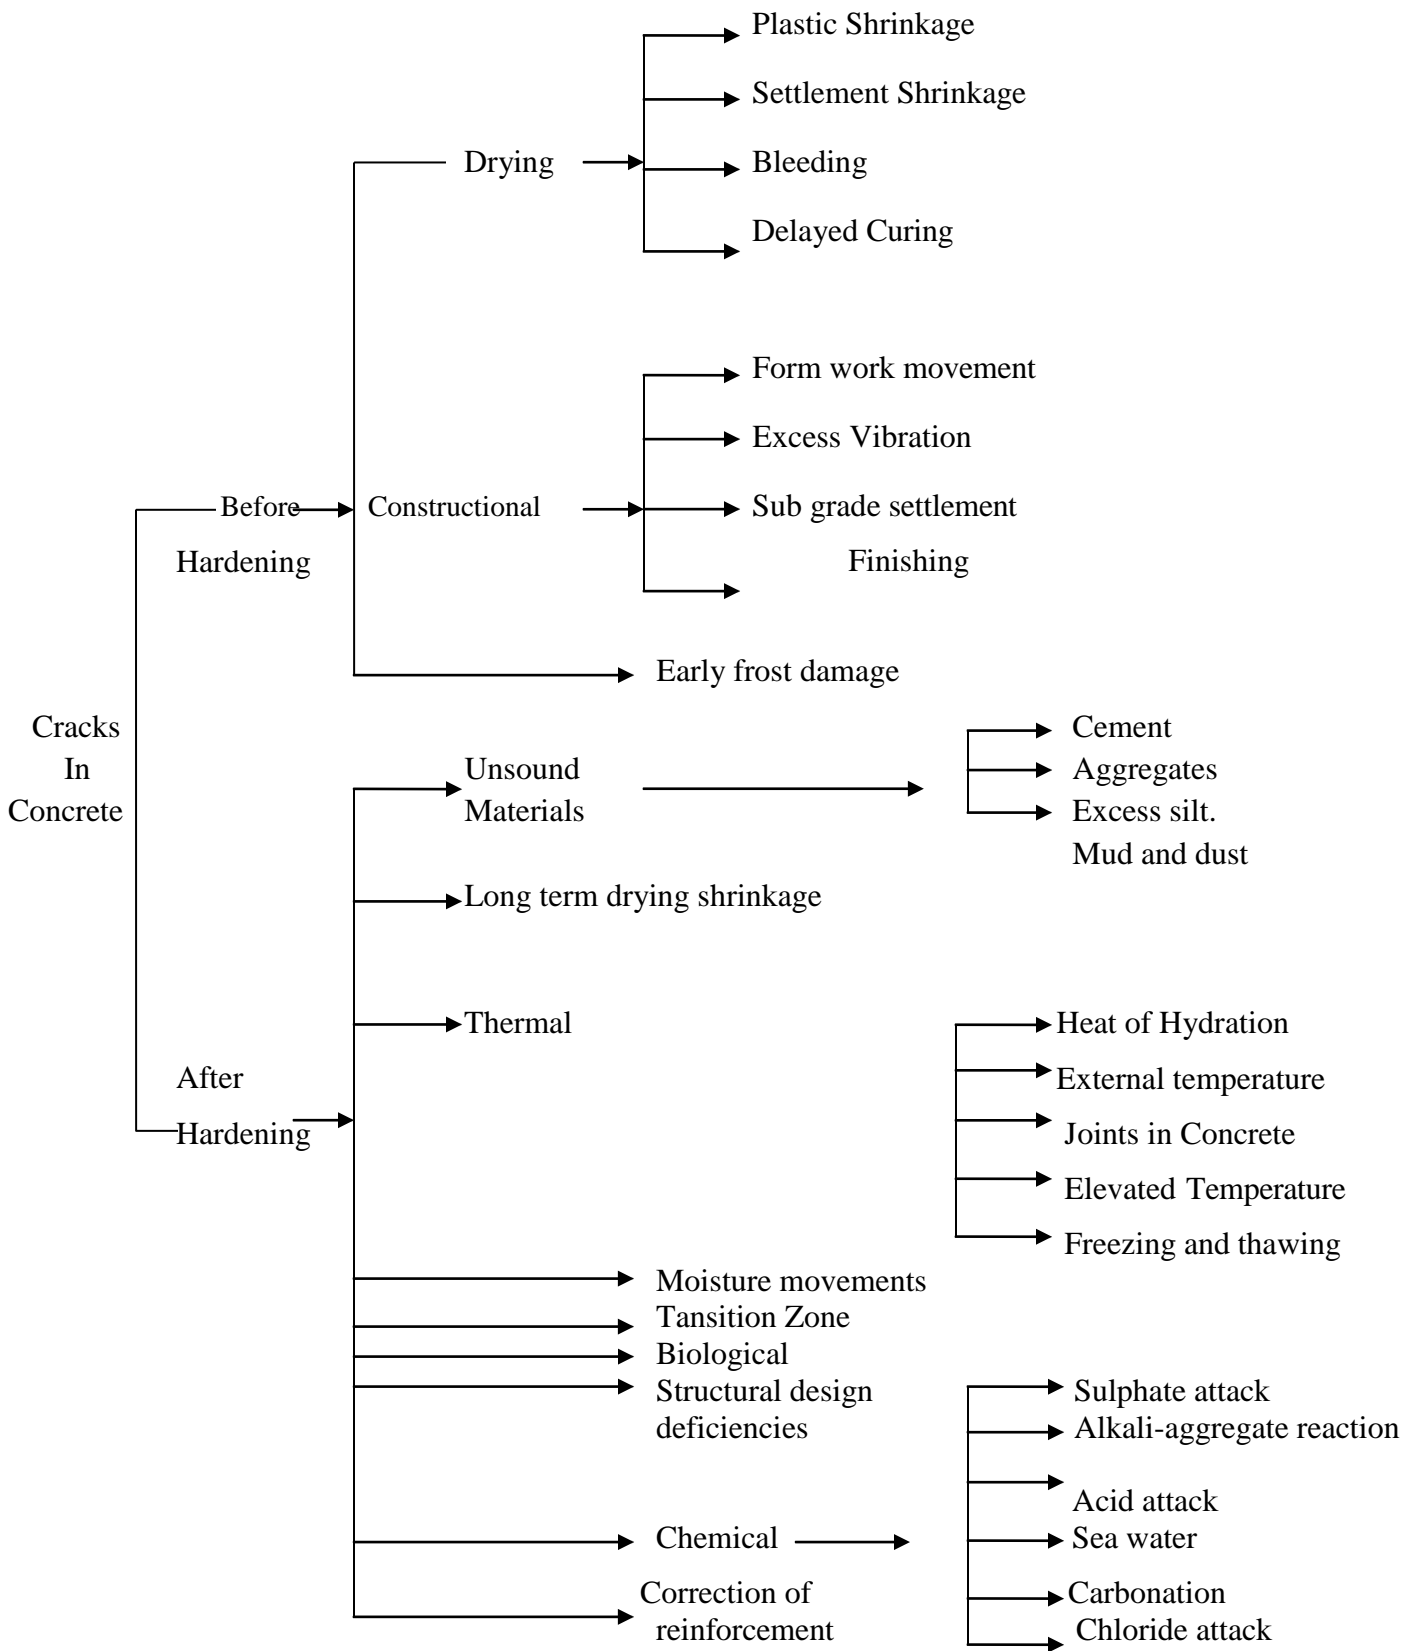 Plastic Shrinkage
Settlement Shrinkage
Drying
Bleeding
Delayed Curing
Form work movement
Excess Vibration
Before
Hardening
Constructional
Sub grade settlement
Finishing
Early frost damage
Cracks
In
Concrete
Unsound
Materials
Cement
Aggregates
Excess silt.
Mud and dust
Long term drying shrinkage
Thermal
Heat of Hydration
External temperature
After
Hardening
Joints in Concrete
Elevated Temperature
Freezing and thawing
Moisture movements
Tansition Zone
Biological
Structural design
deficiencies
Sulphate attack
Alkali-aggregate reaction
Acid attack
Chemical
Sea water
Correction of
reinforcement
Carbonation
Chloride attack